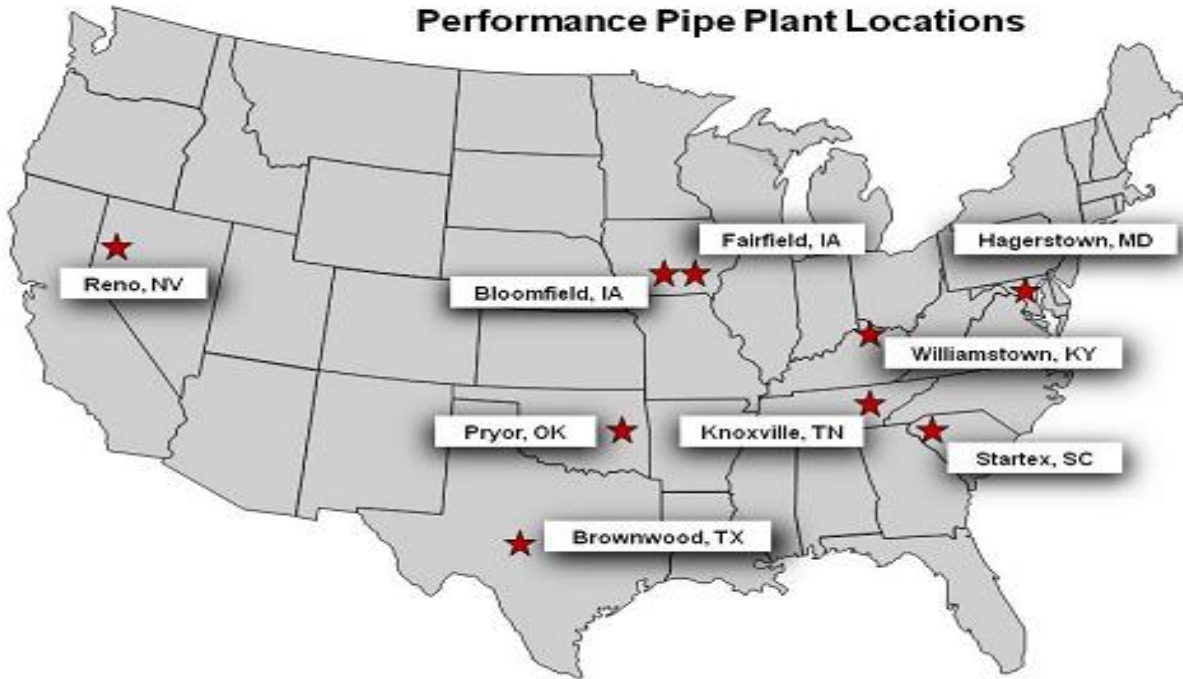 Performance Pipe Plant Locations
Fairfield, IA
Hagerstown, MD
Reno, NV
Bloomfield, IA
Williamstown, KY
Pryor, OK
Knoxville, TN
Startex, SC
Brownwood, TX